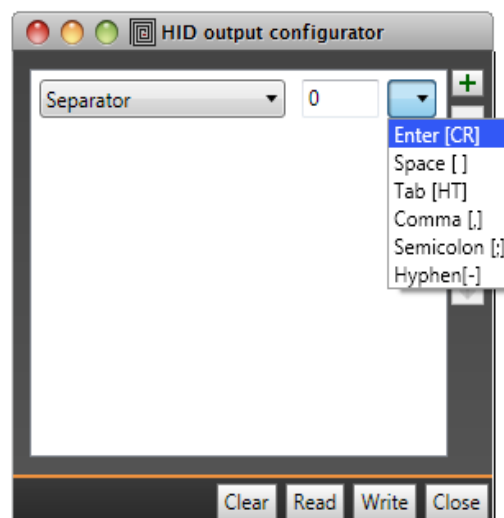 HID output configurator
Separator 0
Enter [CR]
Space [ ]
Tab [HT]
Comma [,]
Semicolon [;]
Hyphen[-]
Clear Read Write Close